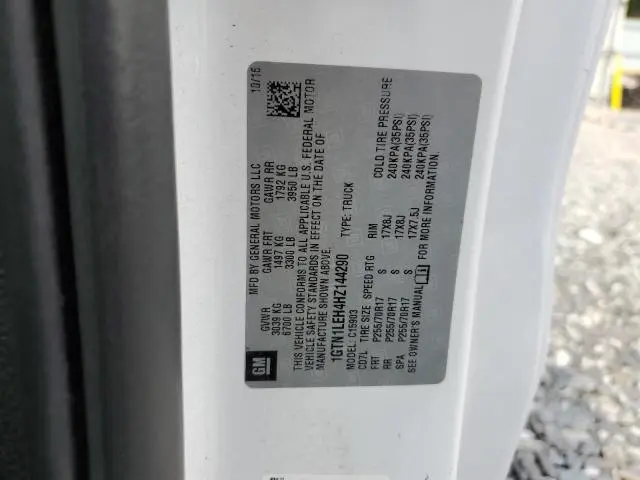 GM
MFD BY GENERAL MOTORS LLC 10/16
GVWR GAWR FRT GAWR RR
3039 KG 1497 KG 1792 KG
6700 LB 3300 LB 3950 LB
THIS VEHICLE CONFORMS TO ALL APPLICABLE U.S. FEDERAL MOTOR
VEHICLE SAFETY STANDARDS IN EFFECT ON THE DATE OF
MANUFACTURE SHOWN ABOVE.
1GTN1LEH4HZ144290
TYPE: TRUCK
MODEL: C15903
CD7L TIRE SIZE SPEED RTG RIM COLD TIRE PRESSURE
FRT P255/70R17 S 17X8J 240KPA(35PSI)
RR P255/70R17 S 17X8J 240KPA(35PSI)
SPA P255/70R17 S 17X7.5J 240KPA(35PSI)
SEE OWNER'S MANUAL FOR MORE INFORMATION.